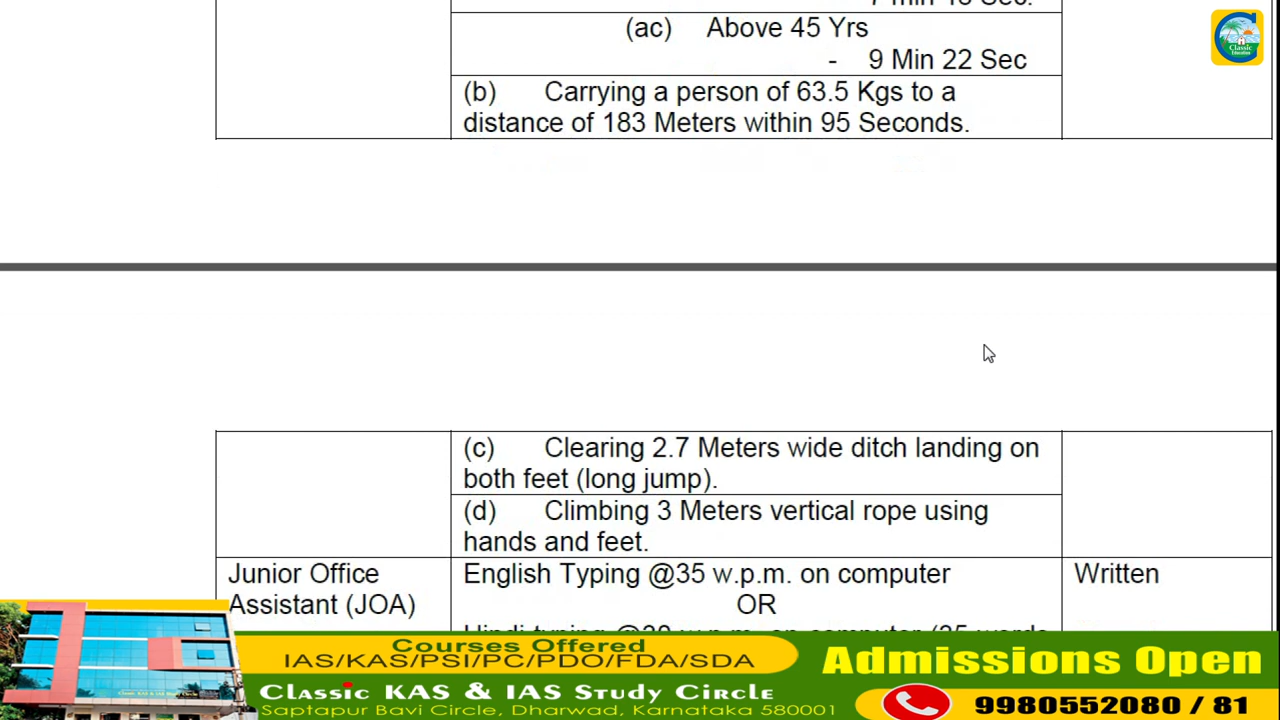 (ac) Above 45 Yrs
- 9 Min 22 Sec
(b) Carrying a person of 63.5 Kgs to a
distance of 183 Meters within 95 Seconds.
Classic
Education
(c) Clearing 2.7 Meters wide ditch landing on
both feet (long jump).
(d) Climbing 3 Meters vertical rope using
hands and feet.
Junior Office
Assistant (JOA)
English Typing @35 w.p.m. on computer
OR
Written
Courses Offered
IAS/KAS/PSI/PC/PDO/FDA/SDA
Classic KAS & IAS Study Circle
Saptapur Bavi Circle, Dharwad, Karnataka 580001
Admissions Open
9980552080 / 81